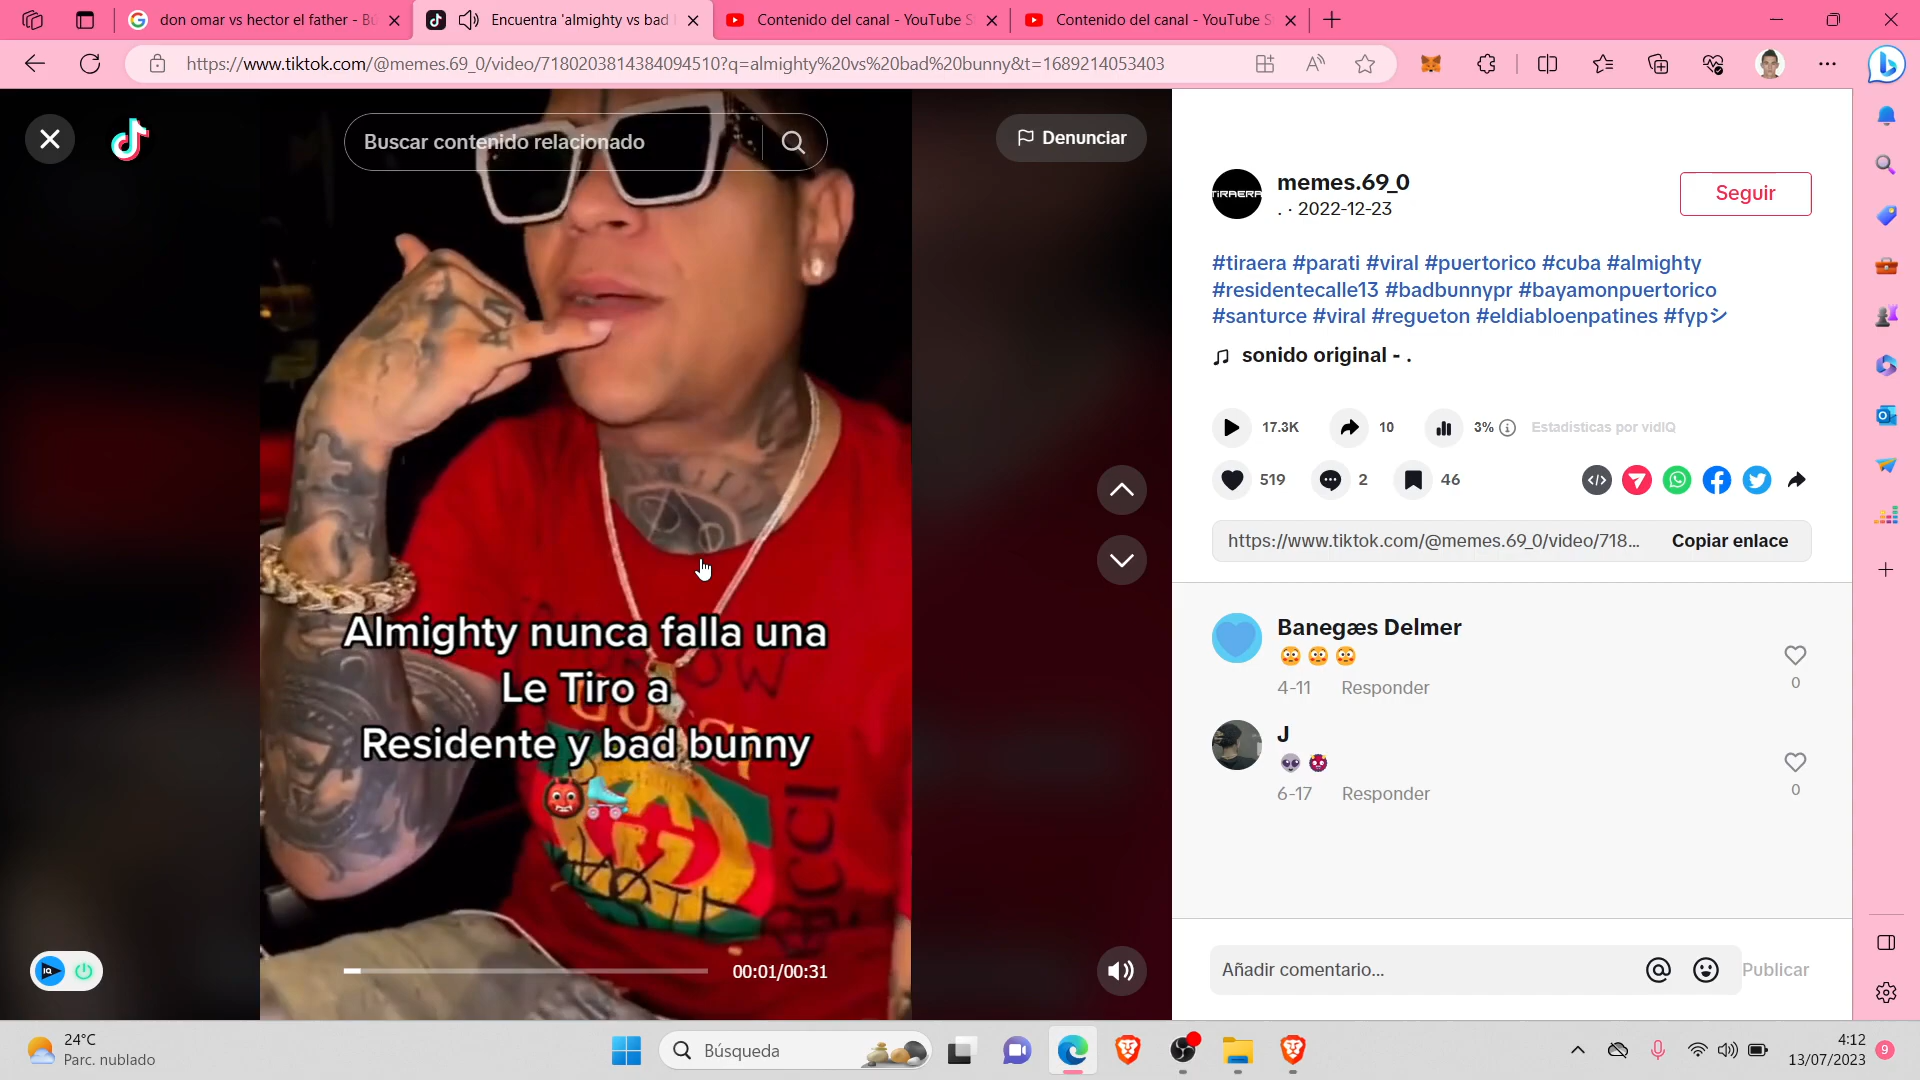 don omar vs hector el father - Bú
Encuentra 'almighty vs bad
Contenido del canal - YouTube S
Contenido del canal - YouTube S
https://www.tiktok.com/@memes.69_0/video/7180203814384094510?q=almighty%20vs%20bad%20bunny&t=1689214053403
Buscar contenido relacionado
Denunciar
TiRAERA
memes.69_0
. · 2022-12-23
Seguir
#tiraera #parati #viral #puertorico #cuba #almighty
#residentecalle13 #badbunnypr #bayamonpuertorico
#santurce #viral #regueton #eldiabloenpatines #fypシ
sonido original - .
17.3K
10
3%
Estadísticas por vidIQ
519
2
46
https://www.tiktok.com/@memes.69_0/video/718...
Copiar enlace
Almighty nunca falla una
Le Tiro a
Residente y bad bunny
👹🛼
GUCCI
Banegæs Delmer
😳 😳 😳
4-11 Responder
0
J
👽 👹
6-17 Responder
0
00:01/00:31
Añadir comentario...
Publicar
24°C
Parc. nublado
Búsqueda
4:12
13/07/2023
9